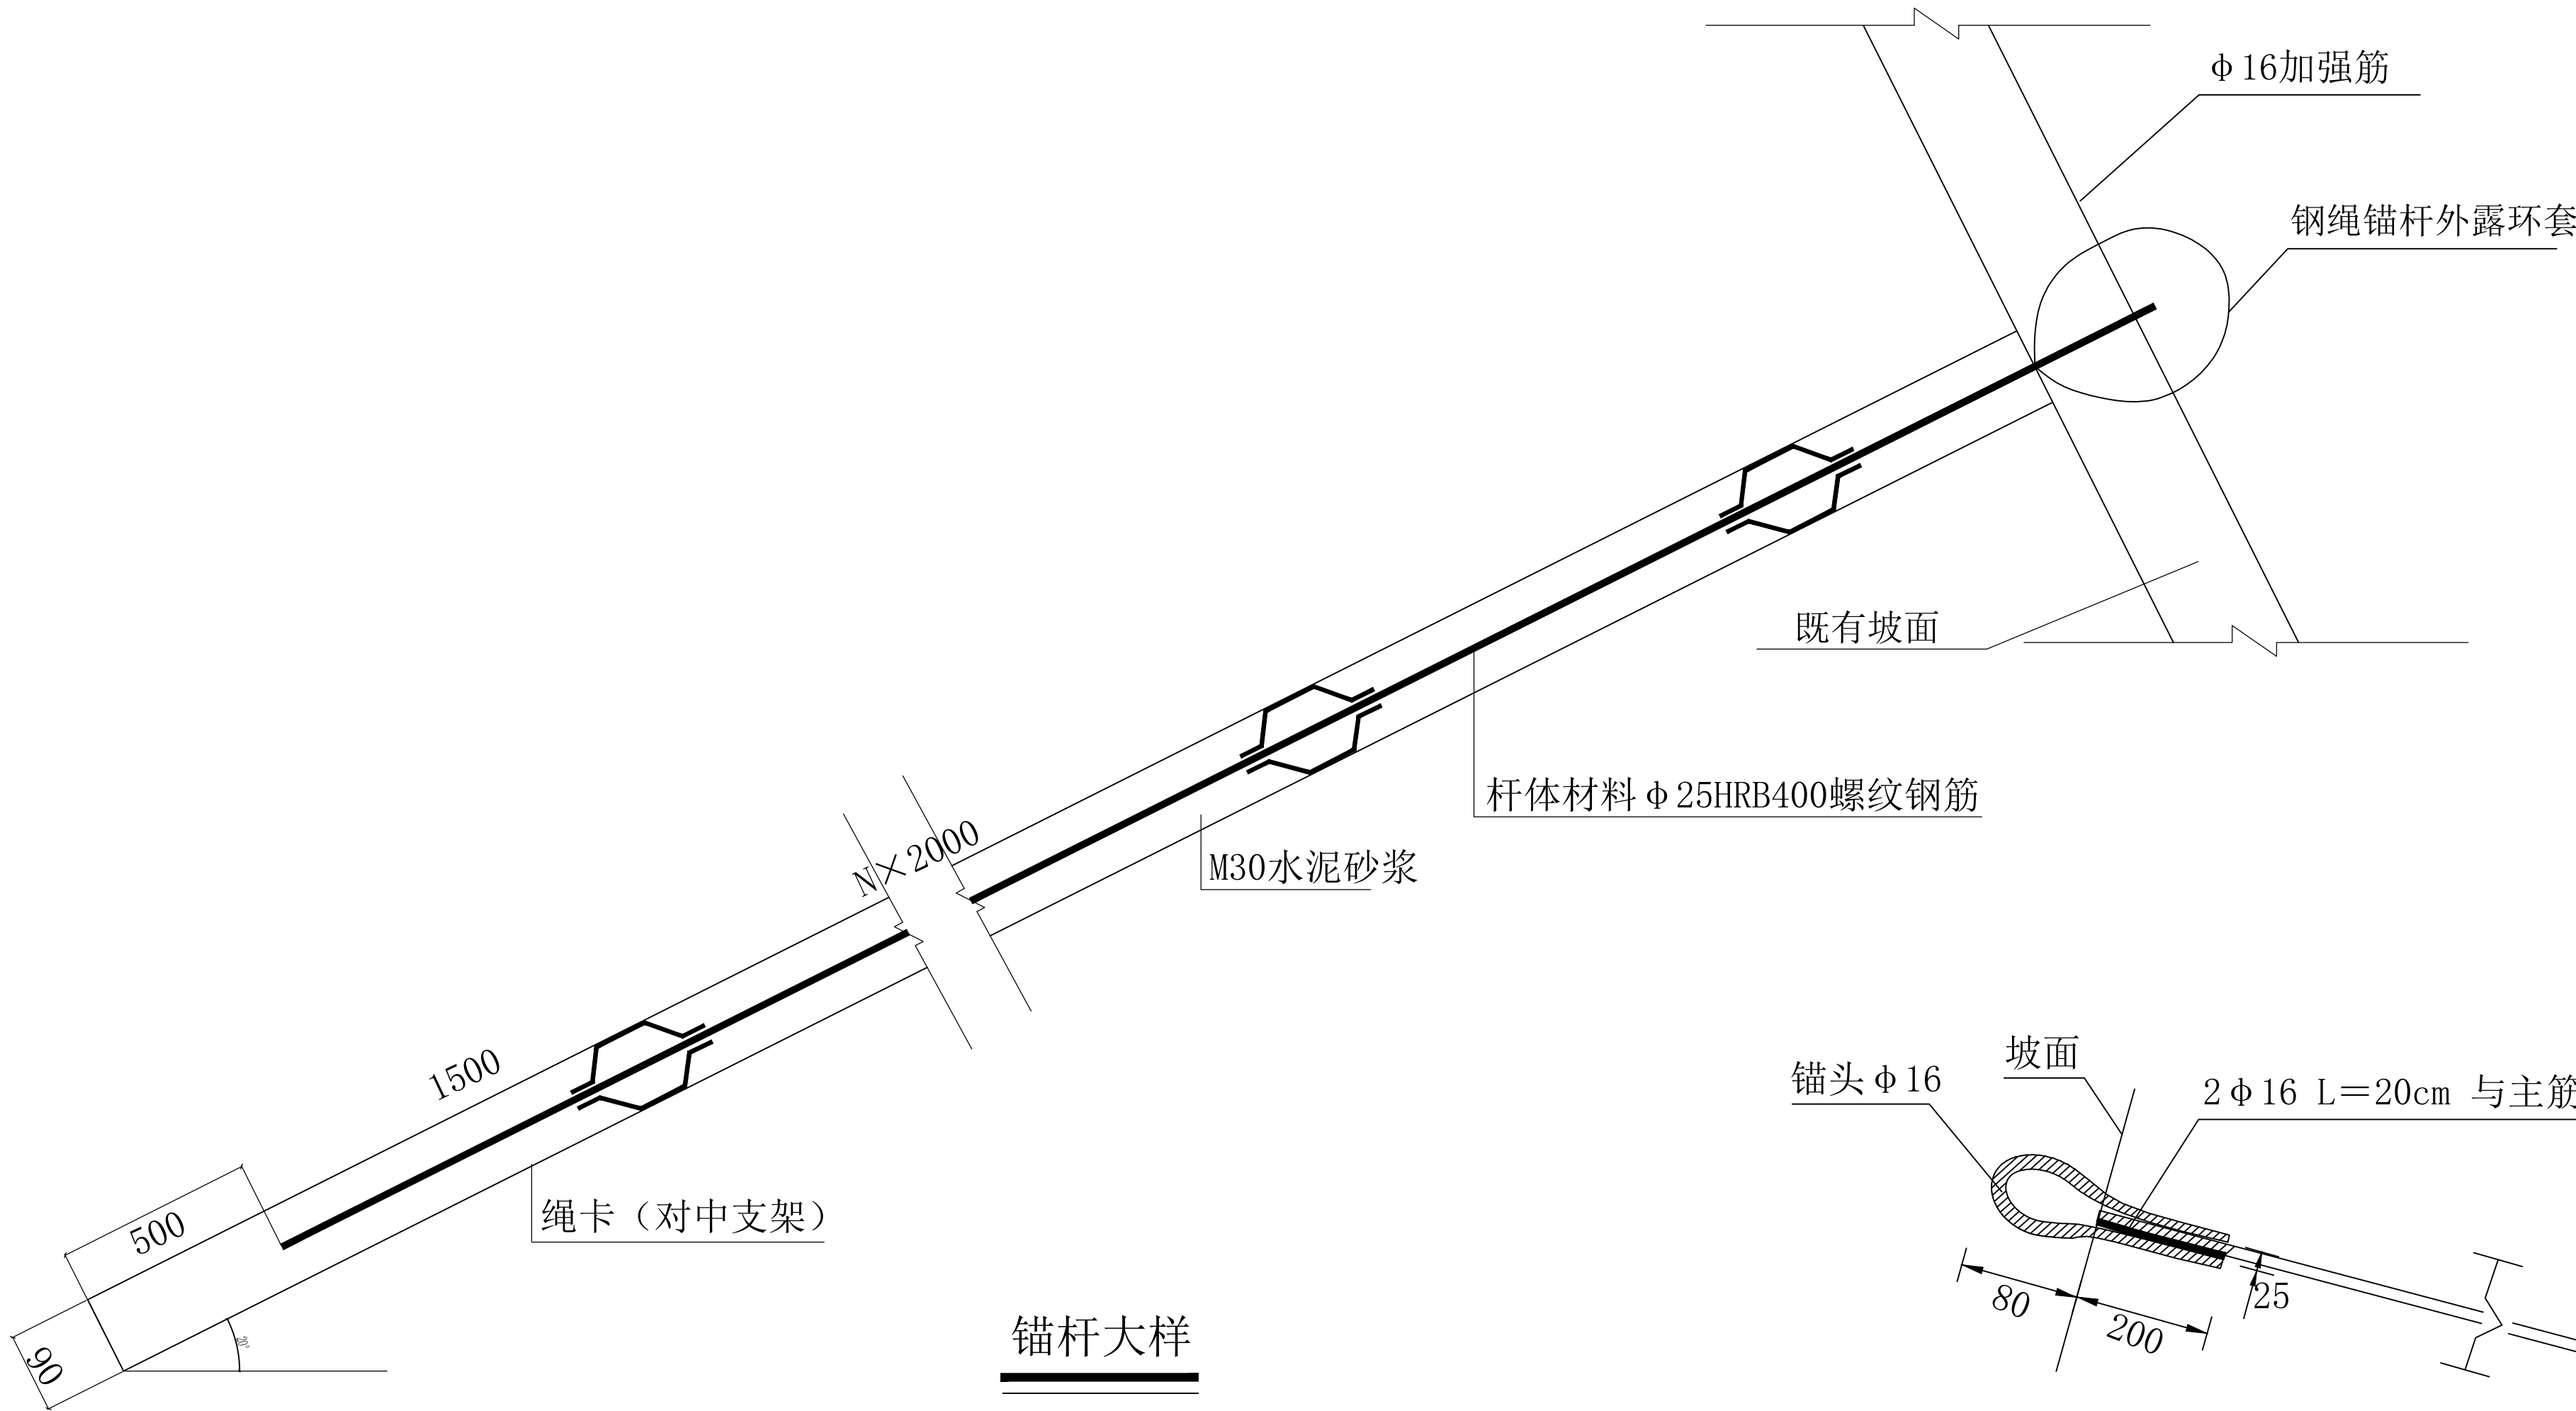 φ16加强筋
钢绳锚杆外露环套
既有坡面
杆体材料φ25HRB400螺纹钢筋
N×2000
M30水泥砂浆
1500
坡面
锚头φ16
2φ16 L=20cm 与主筋
绳卡（对中支架）
500
25
80
200
锚杆大样
20°
90